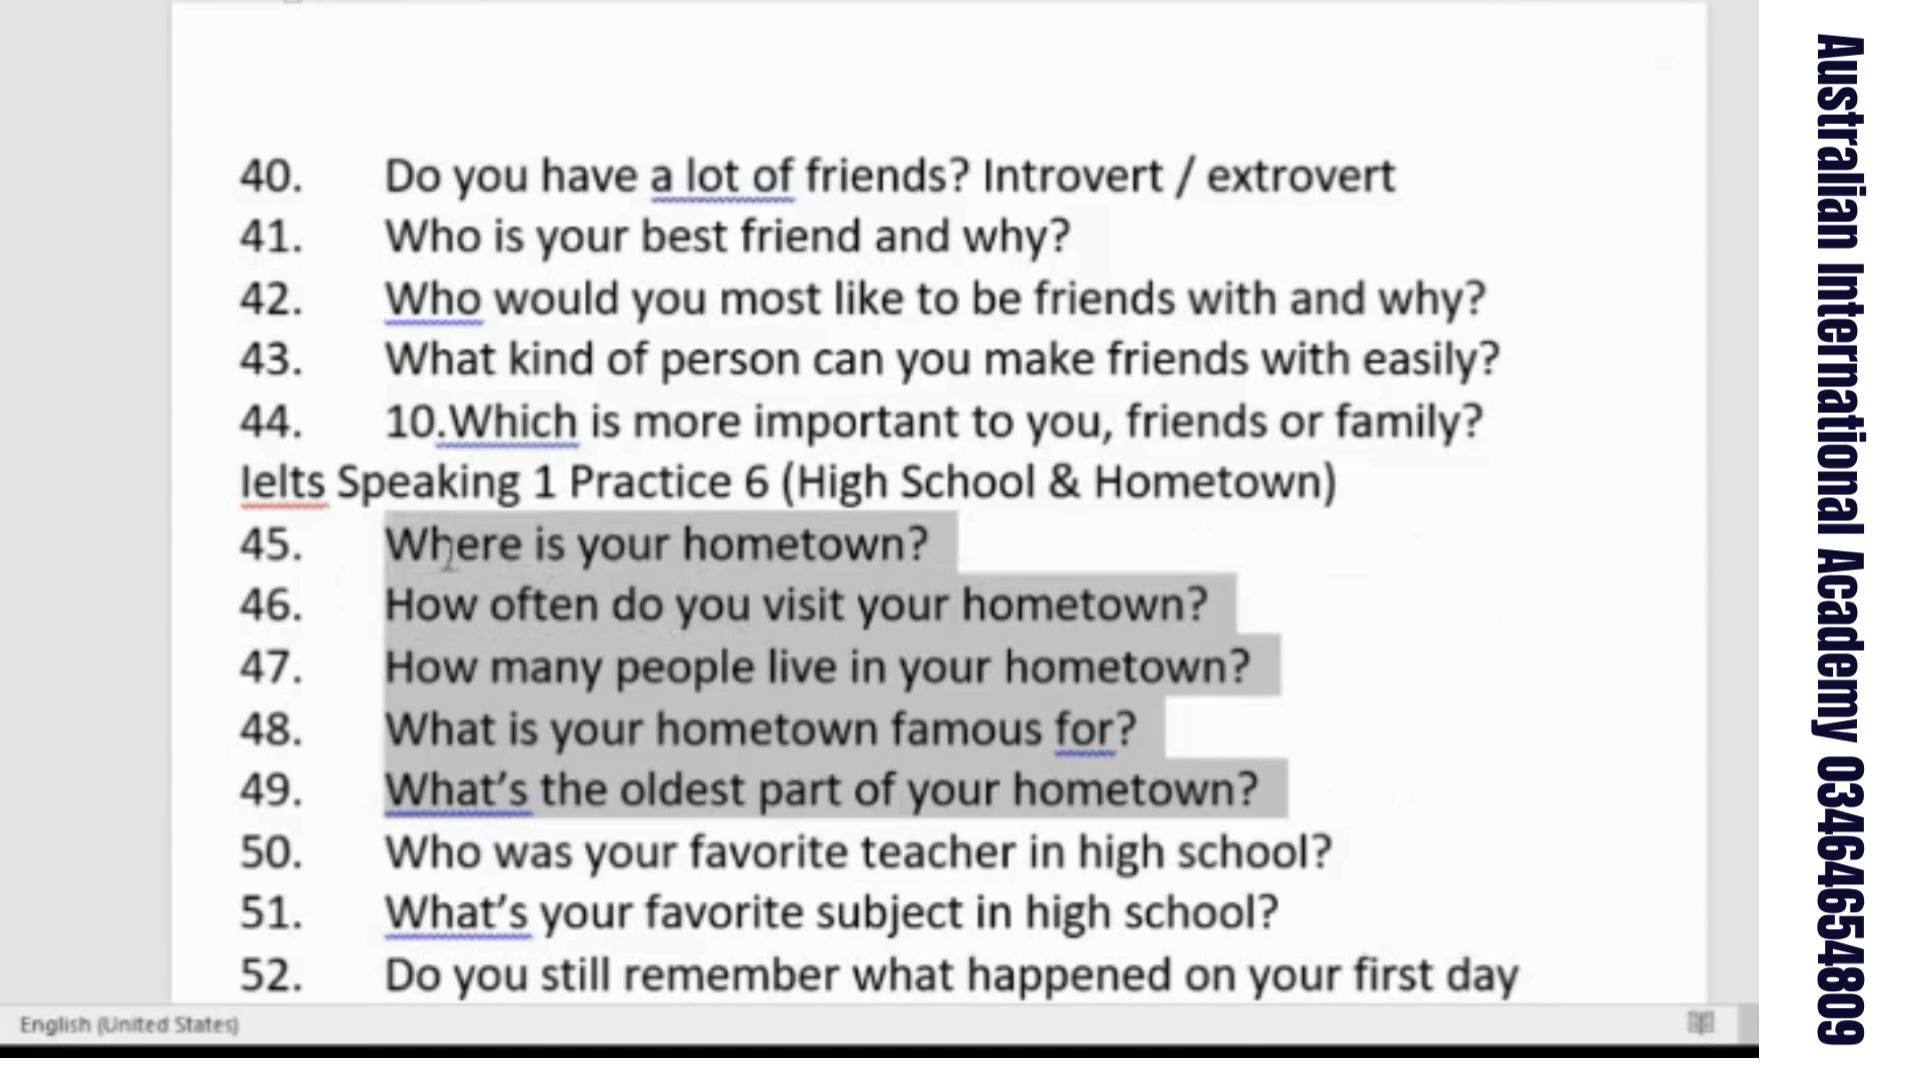 40. Do you have a lot of friends? Introvert / extrovert
41. Who is your best friend and why?
42. Who would you most like to be friends with and why?
43. What kind of person can you make friends with easily?
44. 10.Which is more important to you, friends or family?
Ielts Speaking 1 Practice 6 (High School & Hometown)
45. Where is your hometown?
46. How often do you visit your hometown?
47. How many people live in your hometown?
48. What is your hometown famous for?
49. What's the oldest part of your hometown?
50. Who was your favorite teacher in high school?
51. What's your favorite subject in high school?
52. Do you still remember what happened on your first day
English (United States)
Australian International Academy 03464654809